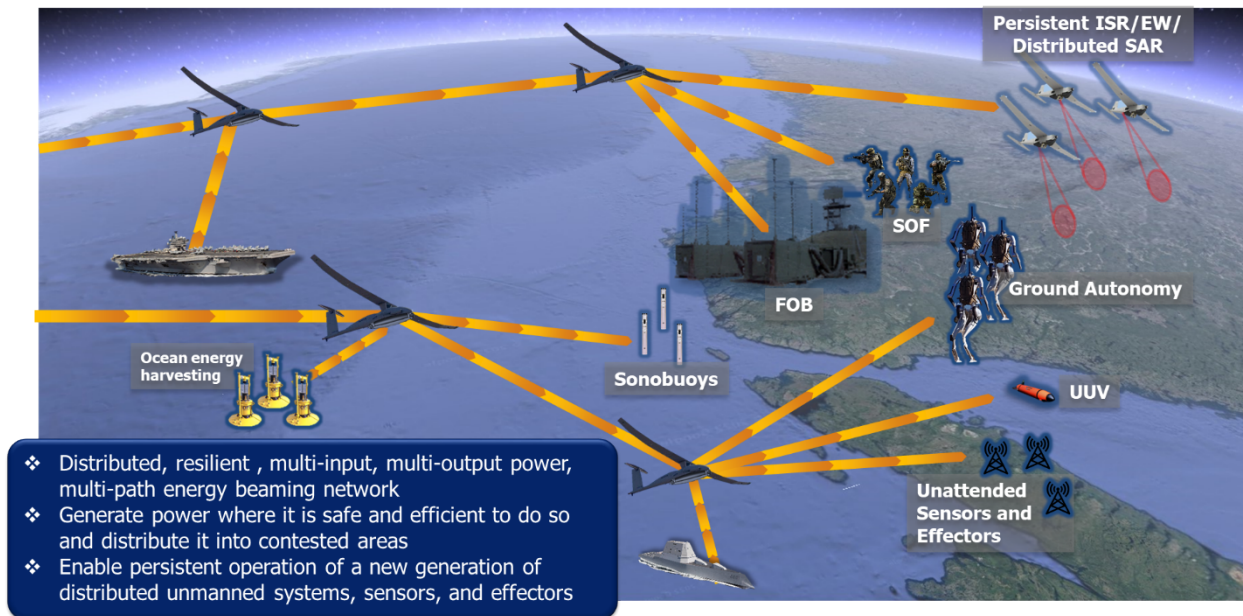 Persistent ISR/EW/
Distributed SAR
SOF
FOB
Ground Autonomy
Ocean energy
harvesting
Sonobuoys
UUV
Unattended
Sensors and
Effectors
❖ Distributed, resilient , multi-input, multi-output power,
multi-path energy beaming network
❖ Generate power where it is safe and efficient to do so
and distribute it into contested areas
❖ Enable persistent operation of a new generation of
distributed unmanned systems, sensors, and effectors